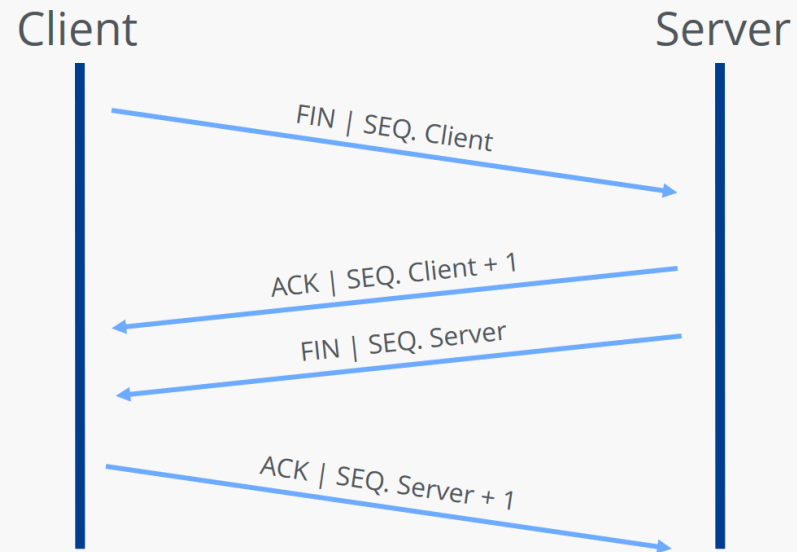 Client
Server
FIN | SEQ. Client
ACK | SEQ. Client + 1
FIN | SEQ. Server
ACK | SEQ. Server + 1